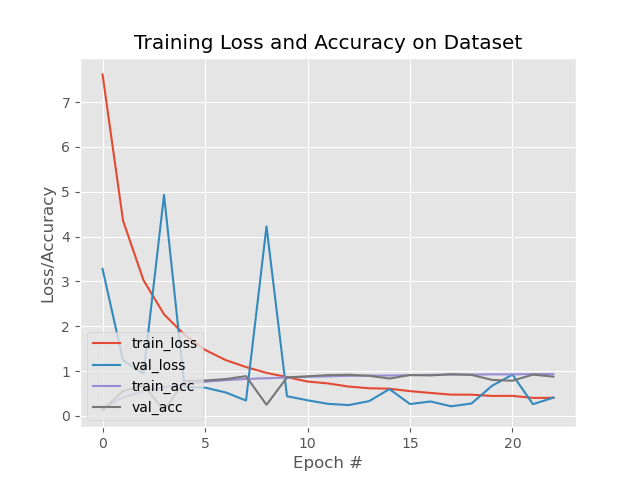 Training Loss and Accuracy on Dataset
Loss/Accuracy
7
6
5
4
3
2
1
0
train_loss
val_loss
train_acc
val_acc
0 5 10 15 20
Epoch #